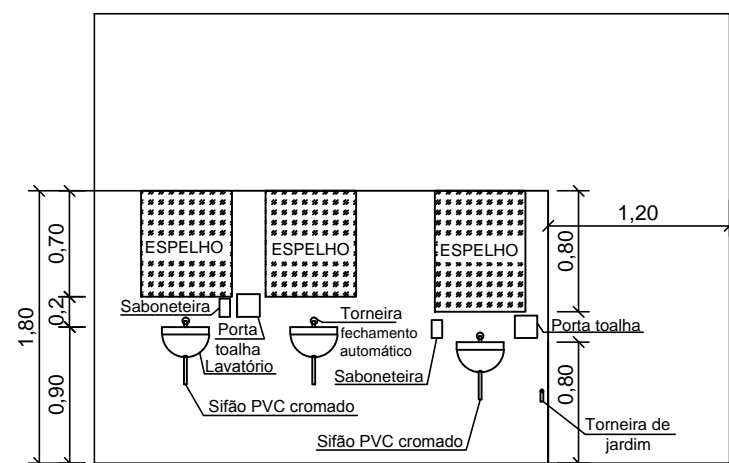 1,20
0,70
0,80
ESPELHO
ESPELHO
ESPELHO
Saboneteira
0,2
1,80
Porta
toalha
Lavatório
Torneira
fechamento
automático
Porta toalha
Saboneteira
0,90
0,80
Sifão PVC cromado
Sifão PVC cromado
Torneira de
jardim